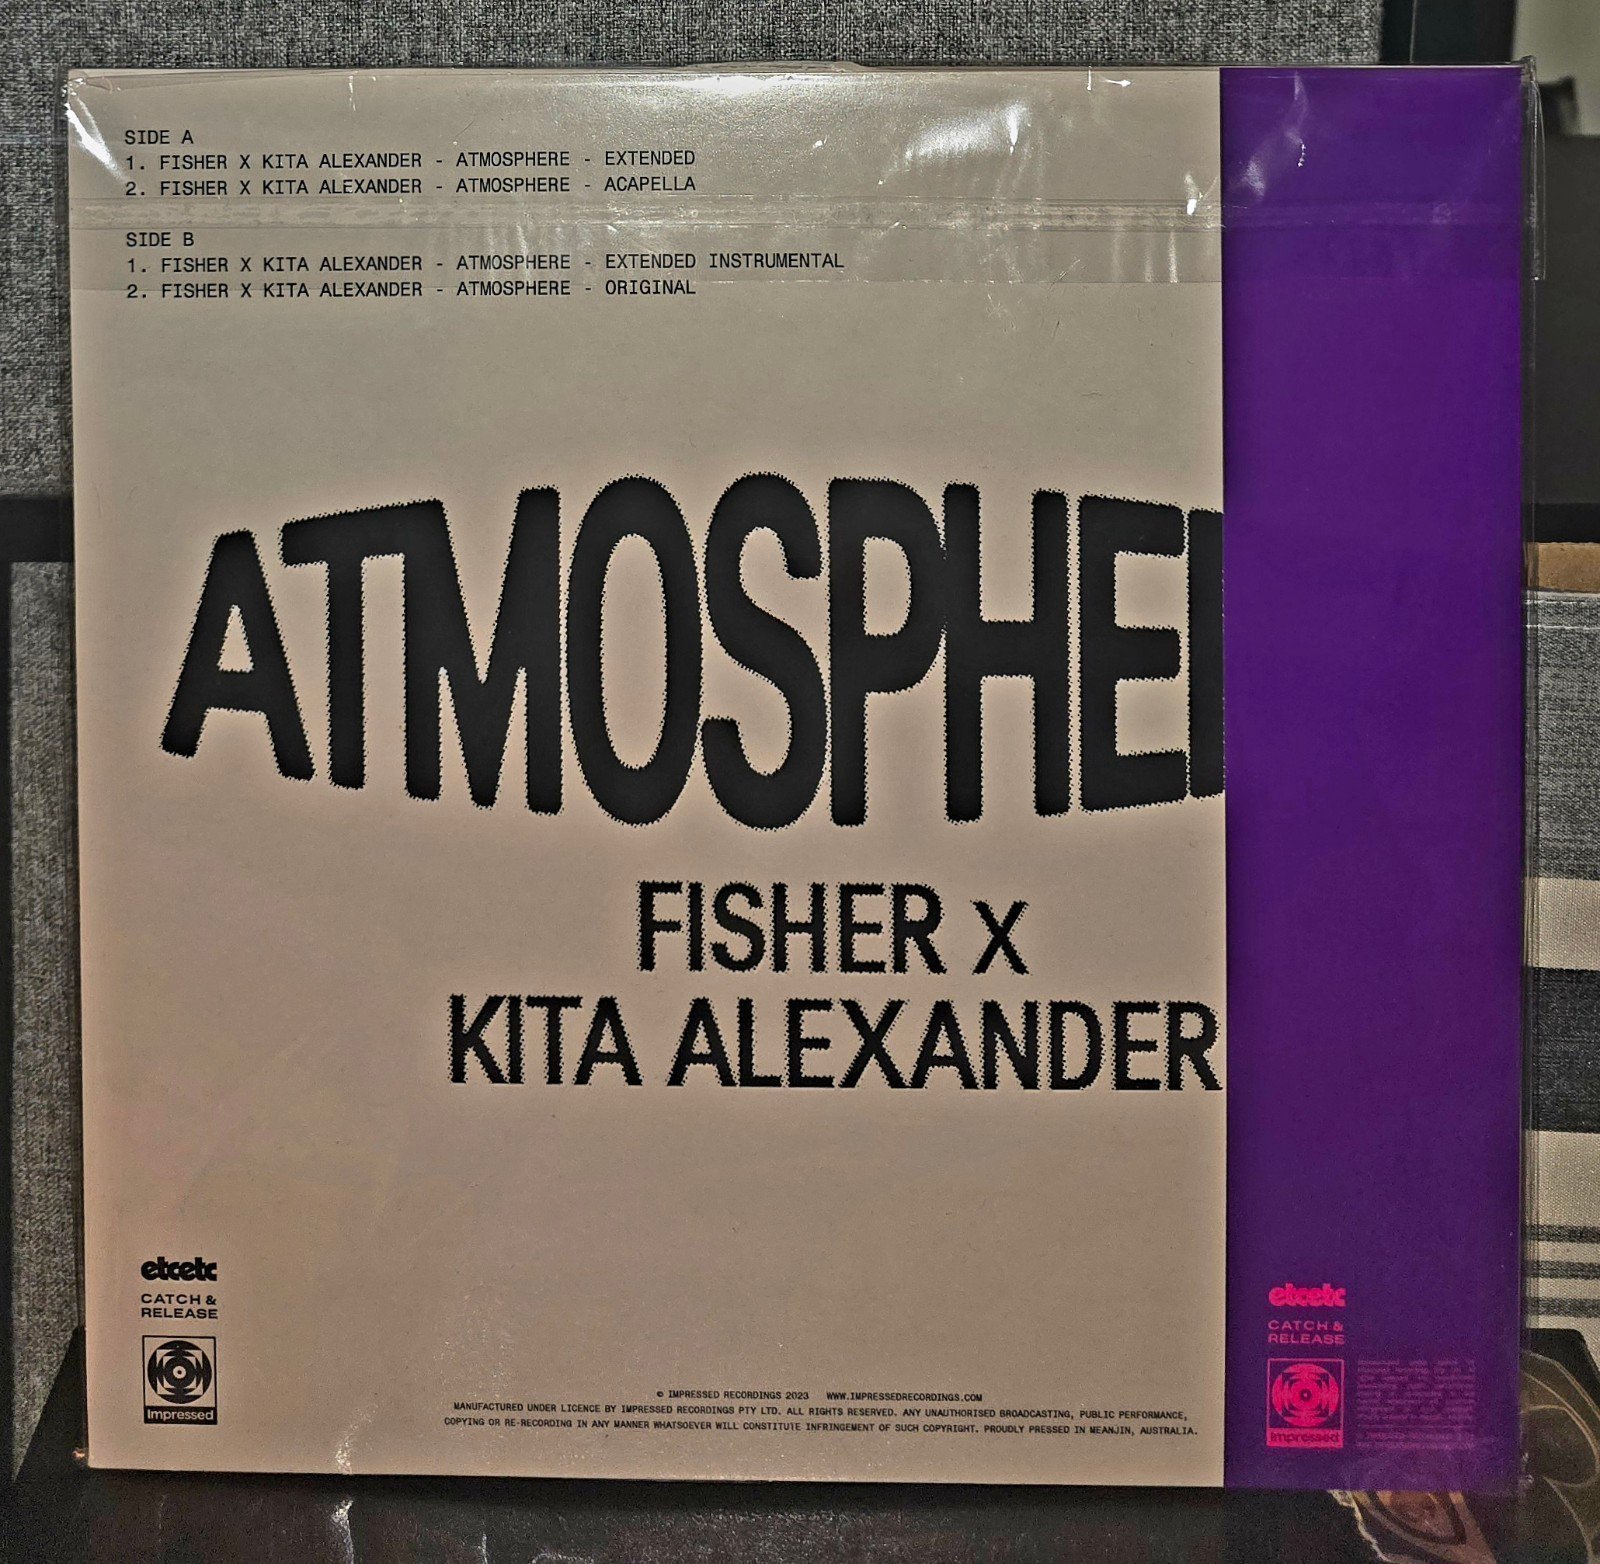 SIDE A
1. FISHER X KITA ALEXANDER - ATMOSPHERE - EXTENDED
2. FISHER X KITA ALEXANDER - ATMOSPHERE - ACAPELLA
SIDE B
1. FISHER X KITA ALEXANDER - ATMOSPHERE - EXTENDED INSTRUMENTAL
2. FISHER X KITA ALEXANDER - ATMOSPHERE - ORIGINAL
ATMOSPHE
FISHER X
KITA ALEXANDER
etcetc
CATCH &
RELEASE
Impressed
© IMPRESSED RECORDINGS 2023 WWW.IMPRESSEDRECORDINGS.COM
MANUFACTURED UNDER LICENCE BY IMPRESSED RECORDINGS PTY LTD. ALL RIGHTS RESERVED. ANY UNAUTHORISED BROADCASTING, PUBLIC PERFORMANCE,
COPYING OR RE-RECORDING IN ANY MANNER WHATSOEVER WILL CONSTITUTE INFRINGEMENT OF SUCH COPYRIGHT. PROUDLY PRESSED IN MEANJIN, AUSTRALIA.
etcetc
CATCH &
RELEASE
Impressed